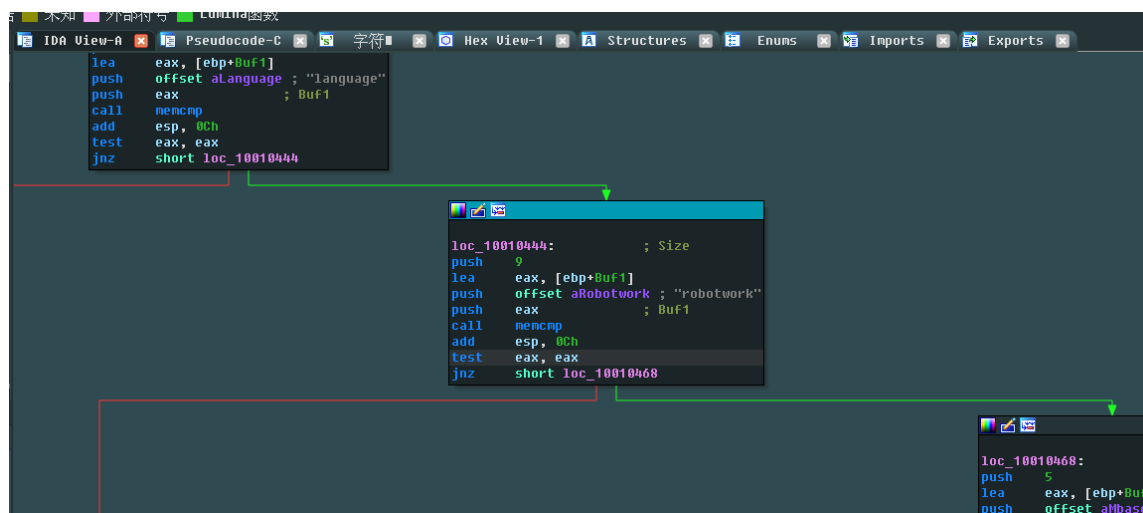 未知 外部符号 Lumina函数
IDA View-A Pseudocode-C 字符 Hex View-1 Structures Enums Imports Exports
lea eax, [ebp+Buf1]
push offset aLanguage ; "language"
push eax ; Buf1
call memcmp
add esp, 0Ch
test eax, eax
jnz short loc_10010444
loc_10010444: ; Size
push 9
lea eax, [ebp+Buf1]
push offset aRobotwork ; "robotwork"
push eax ; Buf1
call memcmp
add esp, 0Ch
test eax, eax
jnz short loc_10010468
loc_10010468:
push 5
lea eax, [ebp+Bu
push offset aMbas